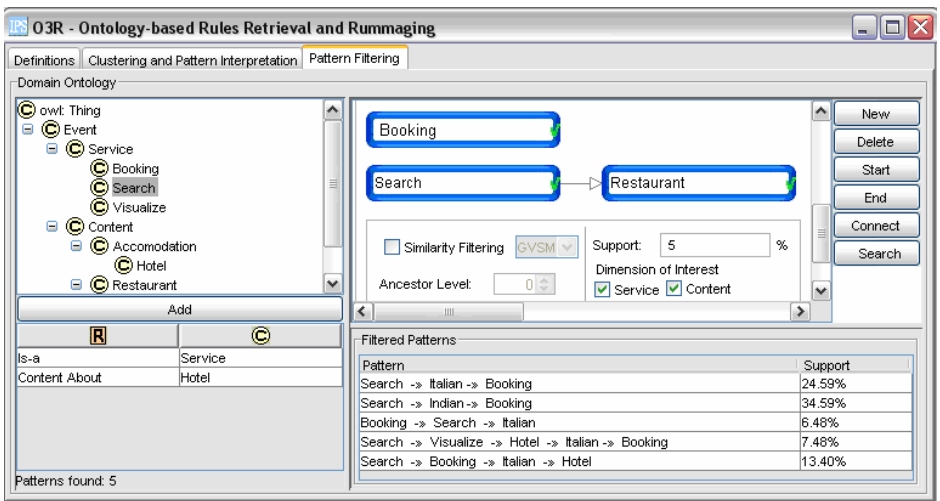 IPS O3R - Ontology-based Rules Retrieval and Rummaging
Definitions Clustering and Pattern Interpretation Pattern Filtering
Domain Ontology
C owl: Thing
C Event
C Service
C Booking
C Search
C Visualize
C Content
C Accomodation
C Hotel
C Restaurant
Add
R C
Is-a Service
Content About Hotel
Patterns found: 5
Booking
Search Restaurant
Similarity Filtering GVSM
Ancestor Level: 0
Support: 5 %
Dimension of Interest
Service Content
New
Delete
Start
End
Connect
Search
Filtered Patterns
Pattern Support
Search -» Italian -» Booking 24.59%
Search -» Indian -» Booking 34.59%
Booking -» Search -» Italian 6.48%
Search -» Visualize -» Hotel -» Italian -» Booking 7.48%
Search -» Booking -» Italian -» Hotel 13.40%